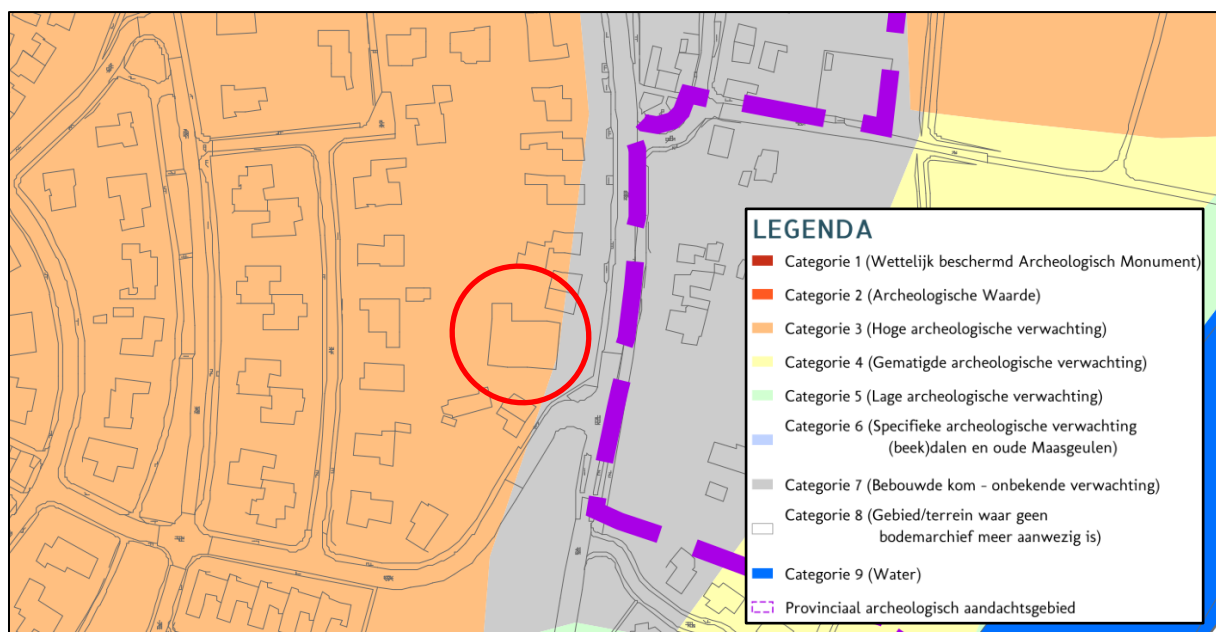 LEGENDA
Categorie 1 (Wettelijk beschermd Archeologisch Monument)
Categorie 2 (Archeologische Waarde)
Categorie 3 (Hoge archeologische verwachting)
Categorie 4 (Gematigde archeologische verwachting)
Categorie 5 (Lage archeologische verwachting)
Categorie 6 (Specifieke archeologische verwachting
(beek)dalen en oude Maasgeulen)
Categorie 7 (Bebouwde kom - onbekende verwachting)
Categorie 8 (Gebied/terrein waar geen
bodemarchief meer aanwezig is)
Categorie 9 (Water)
Provinciaal archeologisch aandachtsgebied